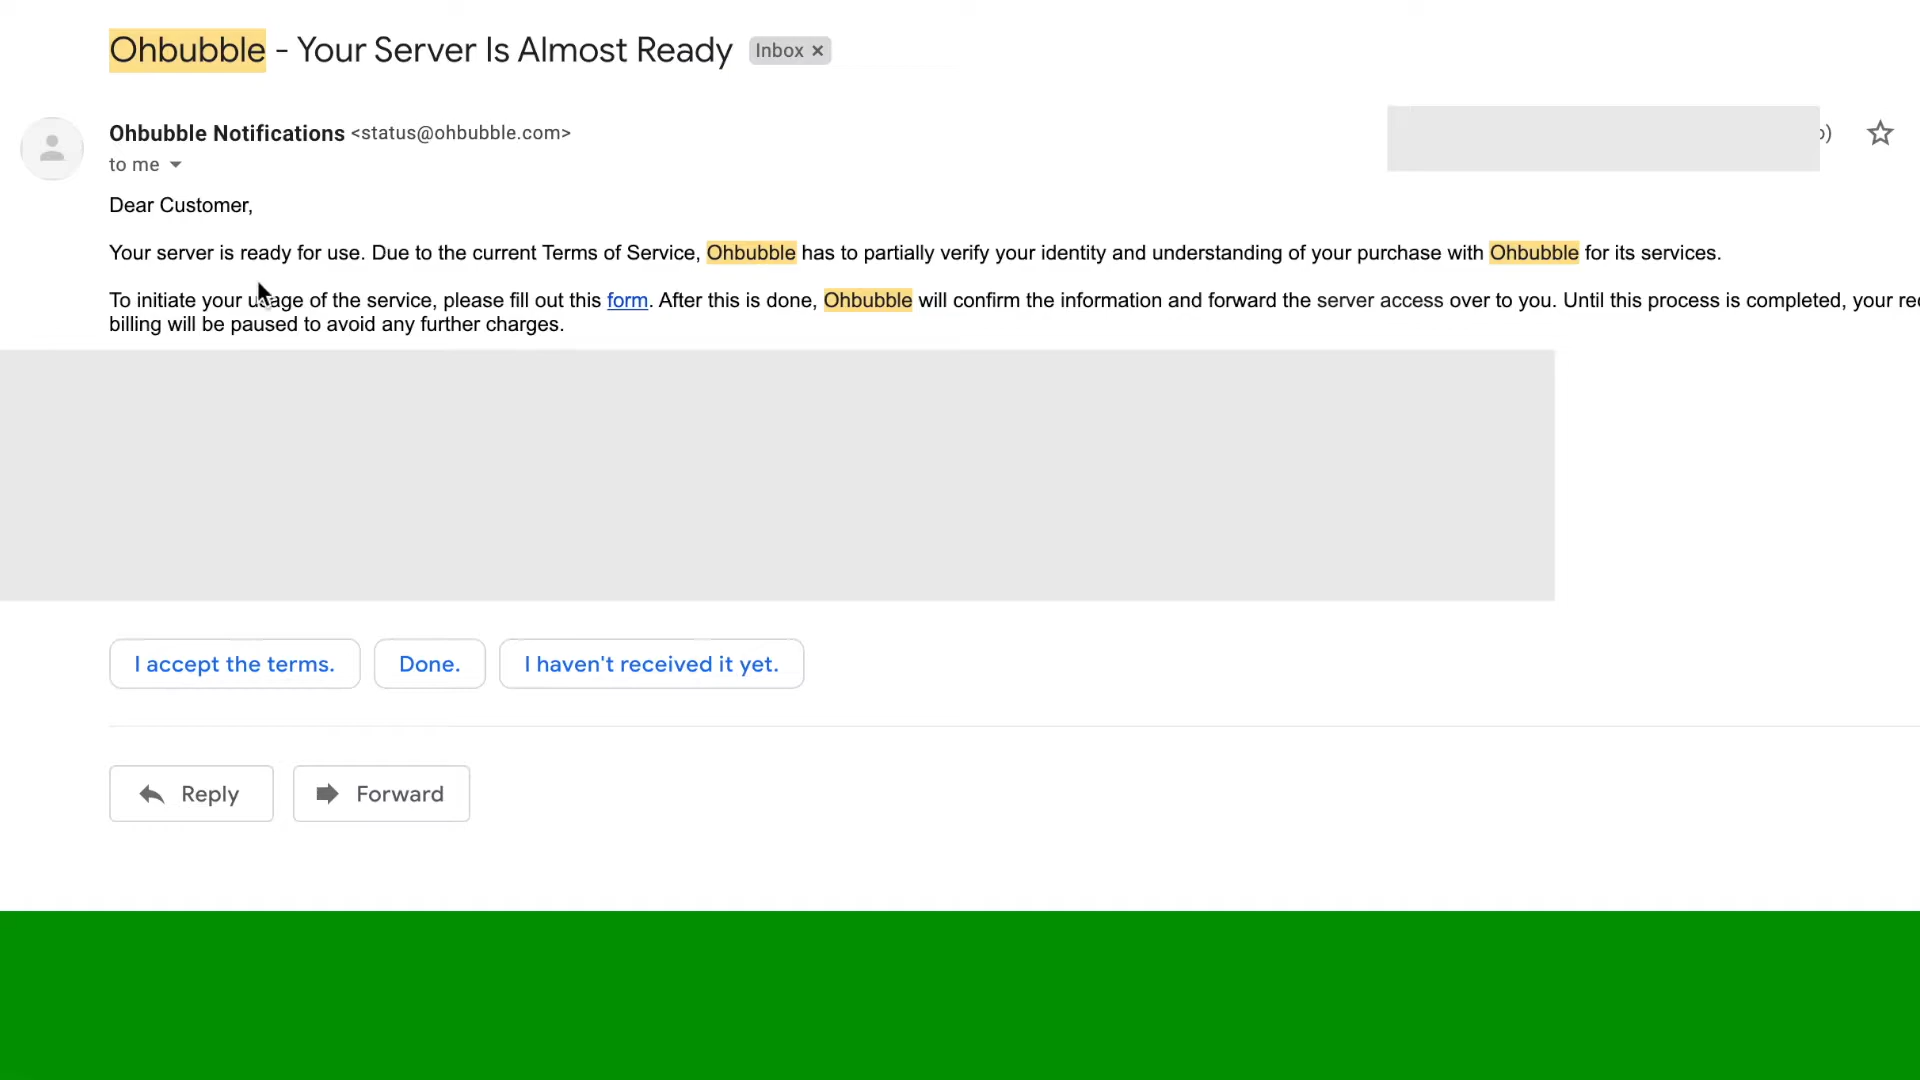 Ohbubble - Your Server Is Almost Ready Inbox ×
Ohbubble Notifications <status@ohbubble.com>
to me
Dear Customer,
Your server is ready for use. Due to the current Terms of Service, Ohbubble has to partially verify your identity and understanding of your purchase with Ohbubble for its services.
To initiate your usage of the service, please fill out this form. After this is done, Ohbubble will confirm the information and forward the server access over to you. Until this process is completed, your
billing will be paused to avoid any further charges.
I accept the terms. Done. I haven't received it yet.
Reply Forward